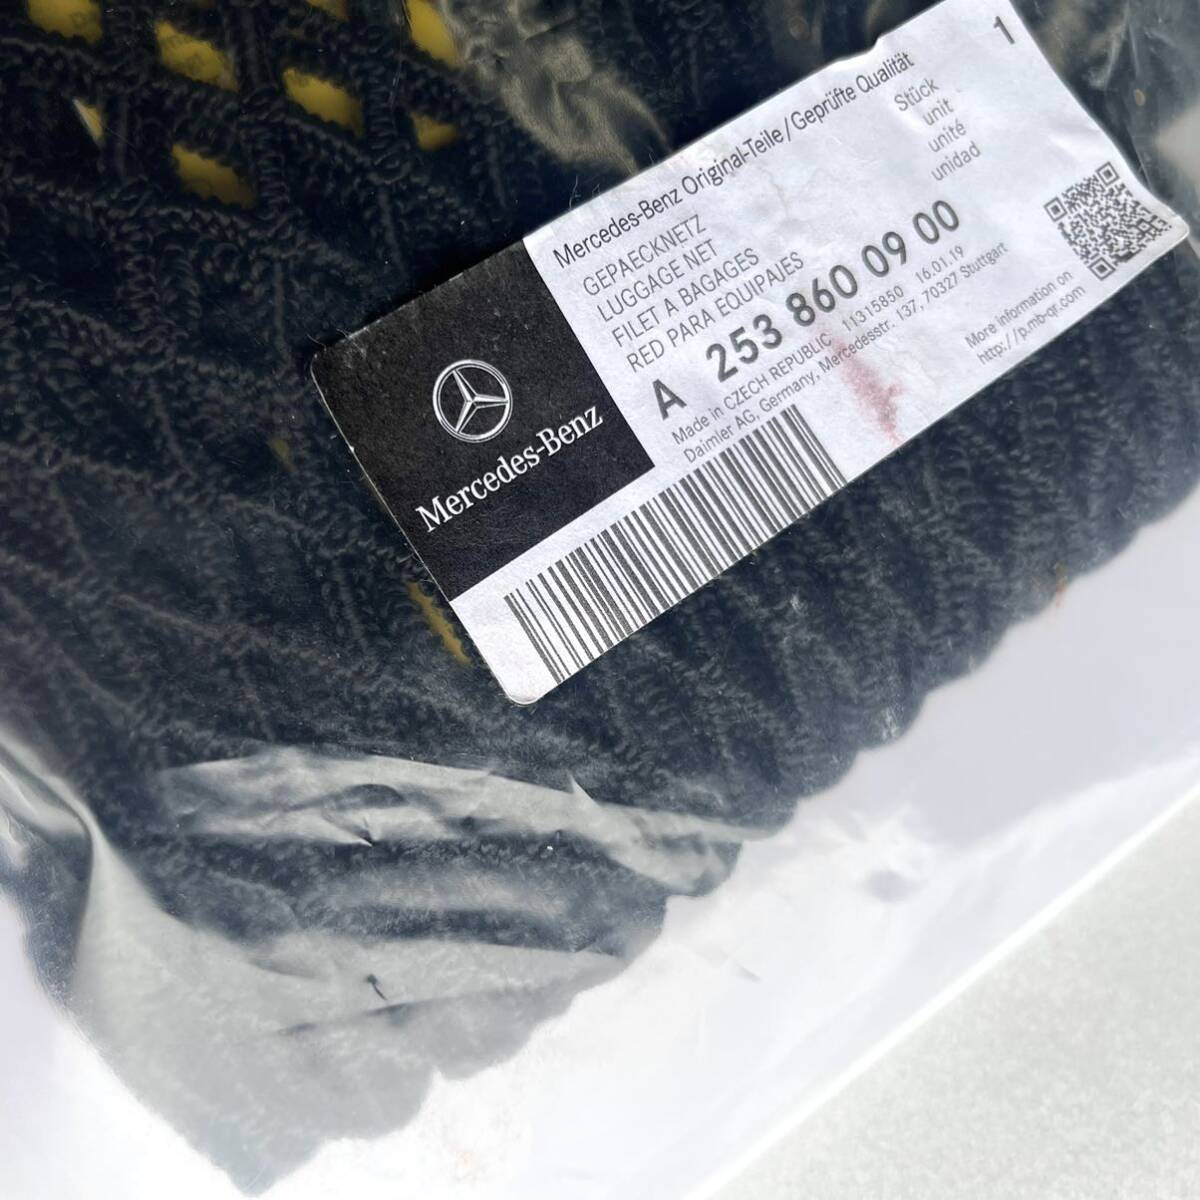 Mercedes-Benz Original-Teile/Geprüfte Qualität
GEPAECKNETZ
LUGGAGE NET
FILET A BAGAGES
RED PARA EQUIPAJES
Stück
unit
unité
unidad
1
A 253 860 09 00
Made in CZECH REPUBLIC 11315850 16.01.19
Daimler AG, Germany, Mercedesstr. 137, 70327 Stuttgart
More information on
http://p.mb-qr.com
Mercedes-Benz